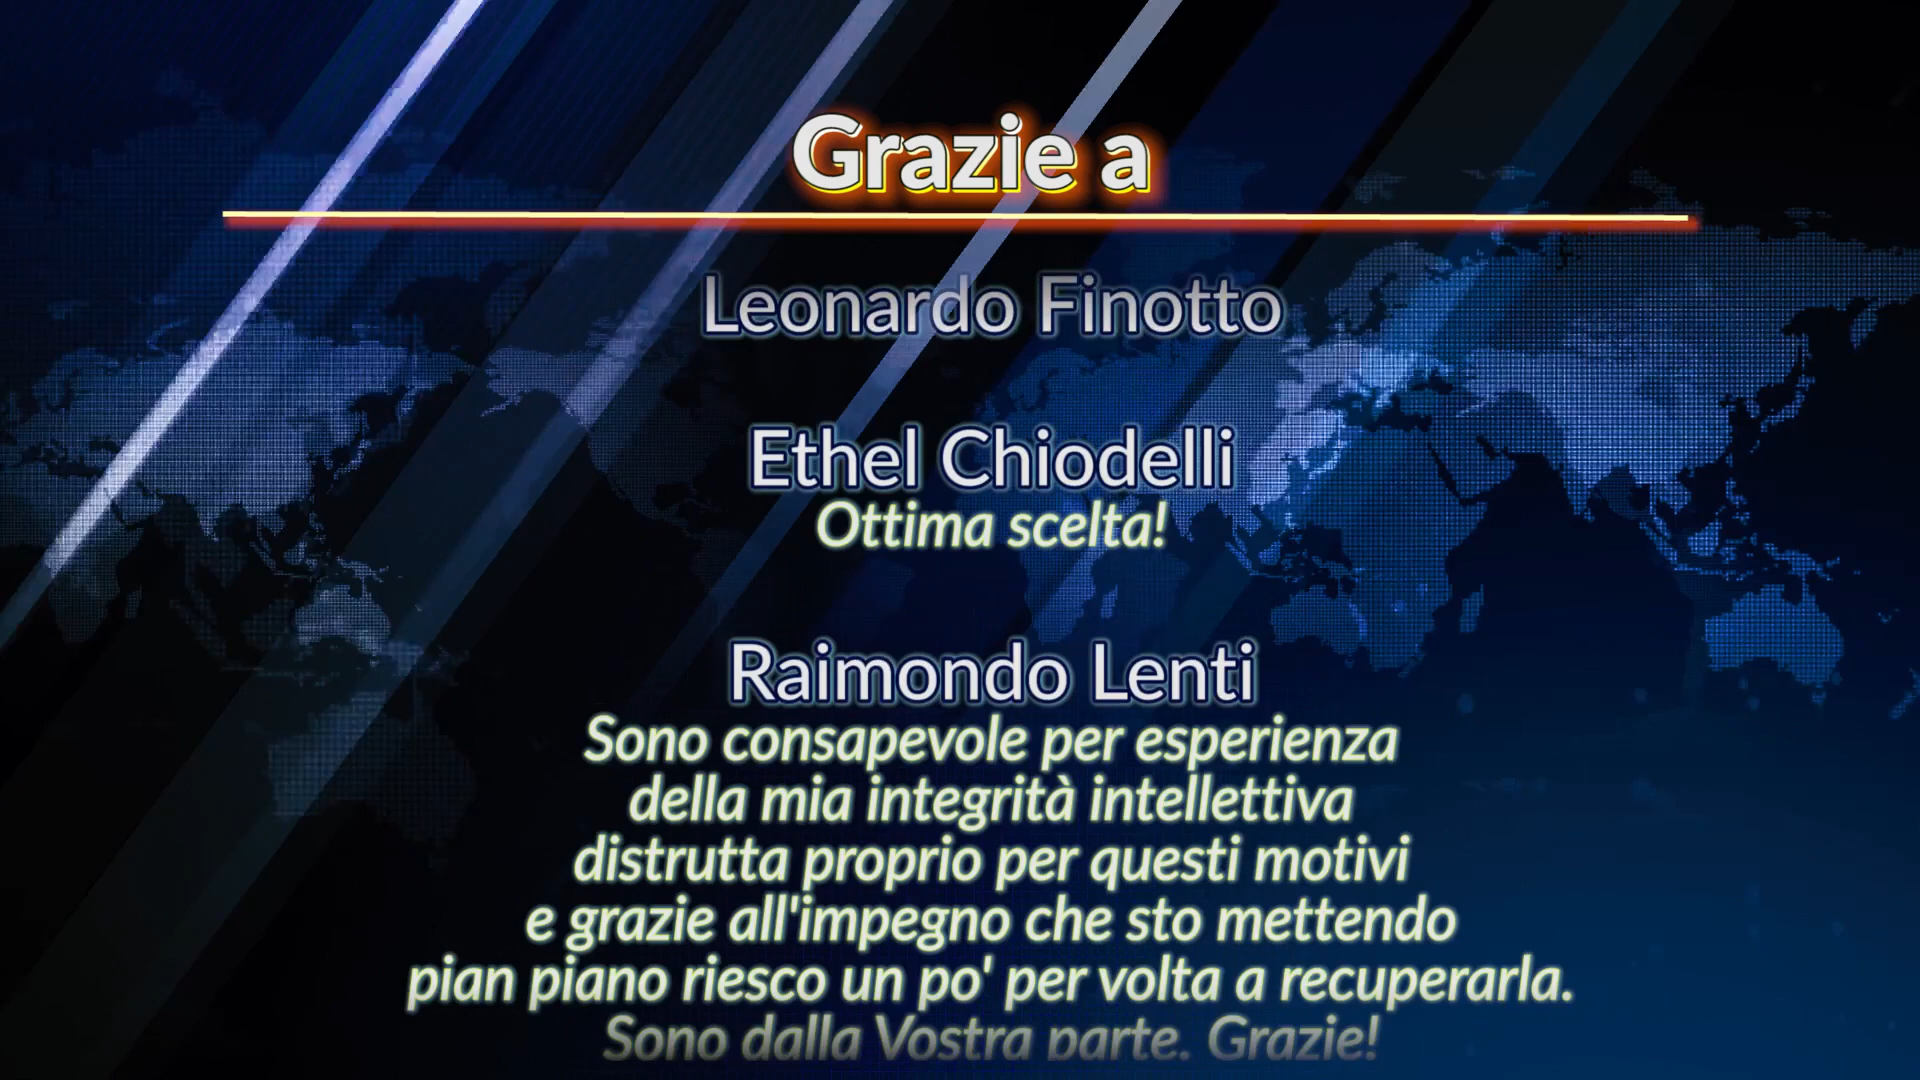 Grazie a
Leonardo Finotto
Ethel Chiodelli
Ottima scelta!
Raimondo Lenti
Sono consapevole per esperienza
della mia integrità intellettiva
distrutta proprio per questi motivi
e grazie all'impegno che sto mettendo
pian piano riesco un po' per volta a recuperarla.
Sono dalla Vostra parte. Grazie!